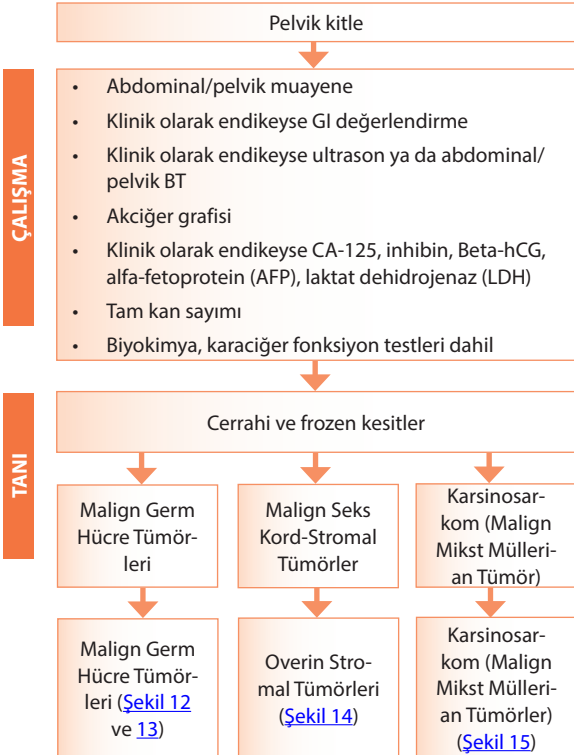 Pelvik kitle
ÇALIŞMA
• Abdominal/pelvik muayene
• Klinik olarak endikeyse GI değerlendirme
• Klinik olarak endikeyse ultrason ya da abdominal/
pelvik BT
• Akciğer grafisi
• Klinik olarak endikeyse CA-125, inhibin, Beta-hCG,
alfa-fetoprotein (AFP), laktat dehidrojenaz (LDH)
• Tam kan sayımı
• Biyokimya, karaciğer fonksiyon testleri dahil
TANI
Cerrahi ve frozen kesitler
Malign Germ
Hücre Tümör-
leri
Malign Seks
Kord-Stromal
Tümörler
Karsinosar-
kom (Malign
Mikst Mülleri-
an Tümör)
Malign Germ
Hücre Tümör-
leri (Şekil 12
ve 13)
Overin Stro-
mal Tümörleri
(Şekil 14)
Karsinosar-
kom (Malign
Mikst Mülleri-
an Tümörler)
(Şekil 15)